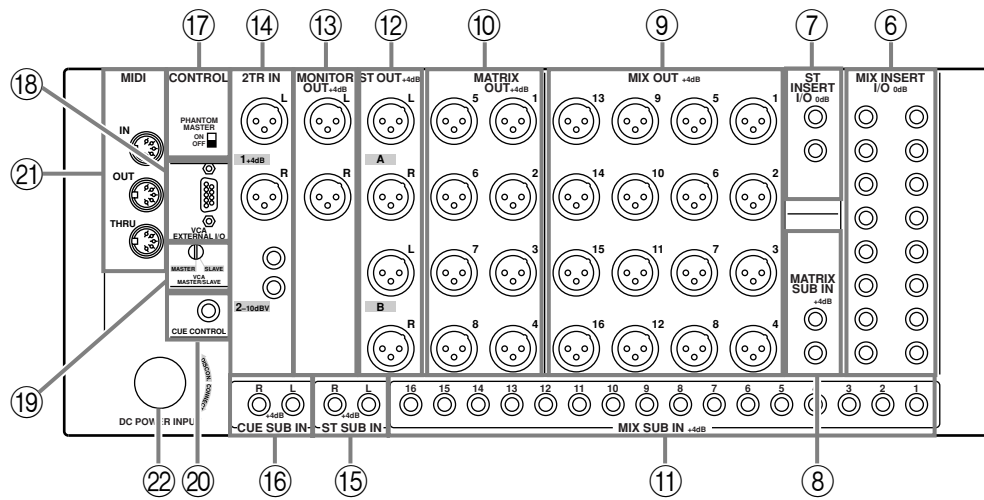 ⑰ ⑭ ⑬ ⑫ ⑩ ⑨ ⑦ ⑥
⑱
㉑
⑲
MIDI
IN
OUT
THRU
CONTROL
PHANTOM
MASTER
ON
OFF
VCA
EXTERNAL I/O
MASTER SLAVE
VCA
MASTER/SLAVE
CUE CONTROL
DISCON. CONNECT
DC POWER INPUT
2TR IN
L
1+4dB
R
2–10dBV
MONITOR
OUT+4dB
L
R
ST OUT+4dB
L
A
R
L
B
R
MATRIX
OUT+4dB
5 1
6 2
7 3
8 4
MIX OUT +4dB
13 9 5 1
14 10 6 2
15 11 7 3
16 12 8 4
ST
INSERT
I/O 0dB
MATRIX
SUB IN
+4dB
MIX INSERT
I/O 0dB
R L
+4dB
CUE SUB IN
R L
+4dB
ST SUB IN
16 15 14 13 12 11 10 9 8 7 6 5 3 2 1
MIX SUB IN +4dB
㉒ ⑳ ⑯ ⑮ ⑪ ⑧